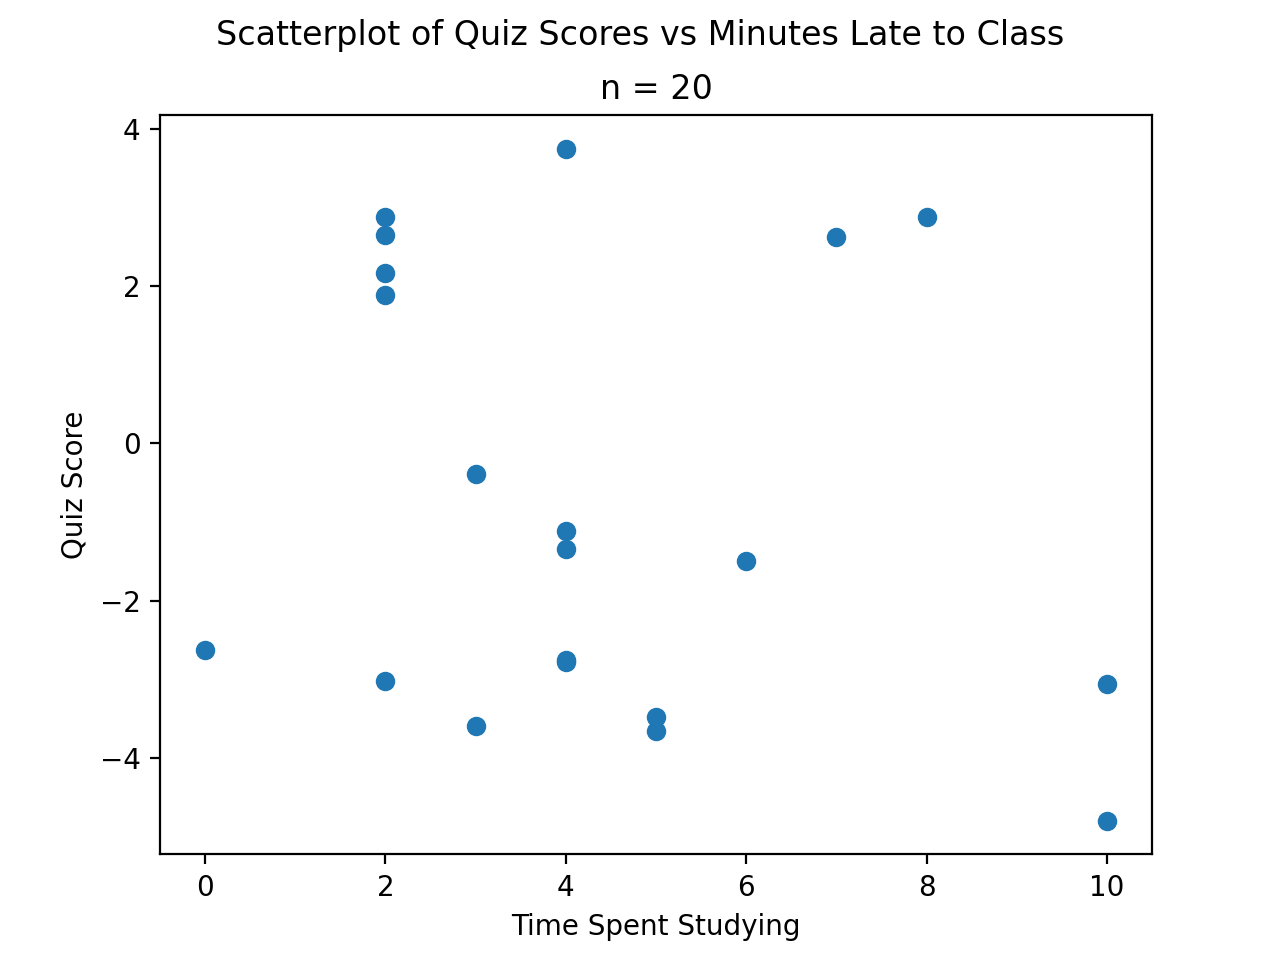 Scatterplot of Quiz Scores vs Minutes Late to Class
n = 20
4
2
0
−2
−4
Quiz Score
0 2 4 6 8 10
Time Spent Studying